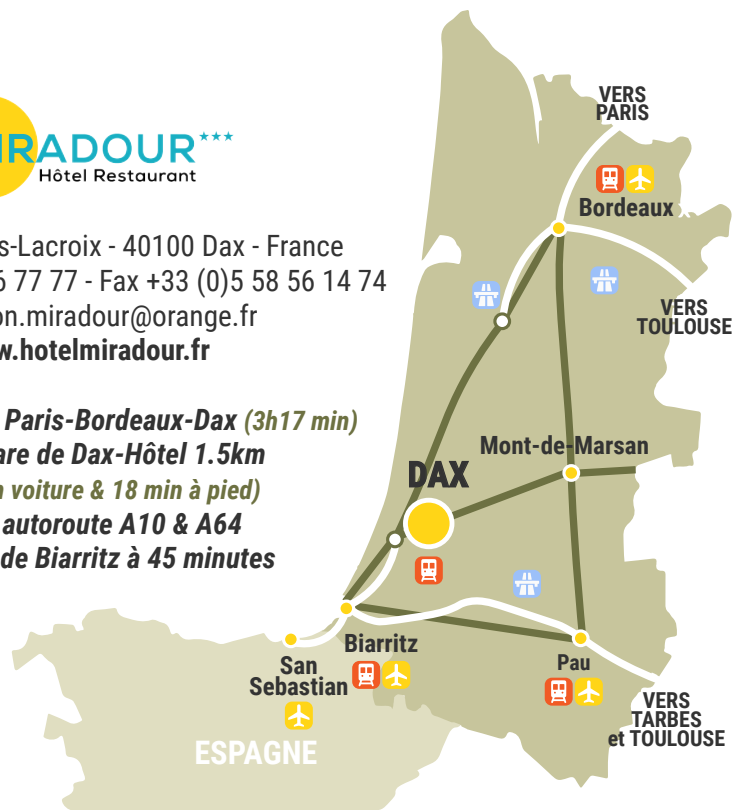 RADOUR***
Hôtel Restaurant
s-Lacroix - 40100 Dax - France
6 77 77 - Fax +33 (0)5 58 56 14 74
on.miradour@orange.fr
w.hotelmiradour.fr
Paris-Bordeaux-Dax (3h17 min)
are de Dax-Hôtel 1.5km
voiture & 18 min à pied)
autoroute A10 & A64
de Biarritz à 45 minutes
VERS
PARIS
Bordeaux
VERS
TOULOUSE
Mont-de-Marsan
DAX
Biarritz
San
Sebastian
Pau
VERS
TARBES
et TOULOUSE
ESPAGNE